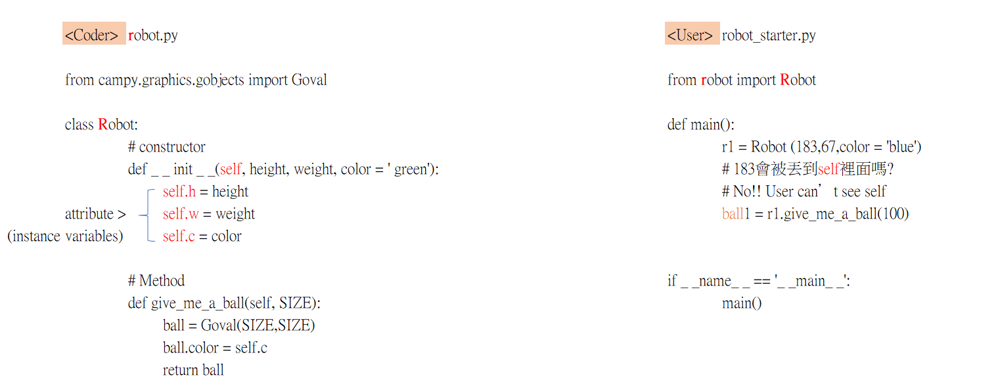 <Coder> robot.py
from campy.graphics.gobjects import Goval
class Robot:
# constructor
def _ _ init _ _(self, height, weight, color = ' green'):
self.h = height
attribute > self.w = weight
(instance variables) self.c = color
# Method
def give_me_a_ball(self, SIZE):
ball = Goval(SIZE,SIZE)
ball.color = self.c
return ball
<User> robot_starter.py
from robot import Robot
def main():
r1 = Robot (183,67,color = 'blue')
# 183會被丟到self裡面嗎?
# No!! User can’t see self
ball1 = r1.give_me_a_ball(100)
if _ _name_ _ == '_ _main_ _':
main()